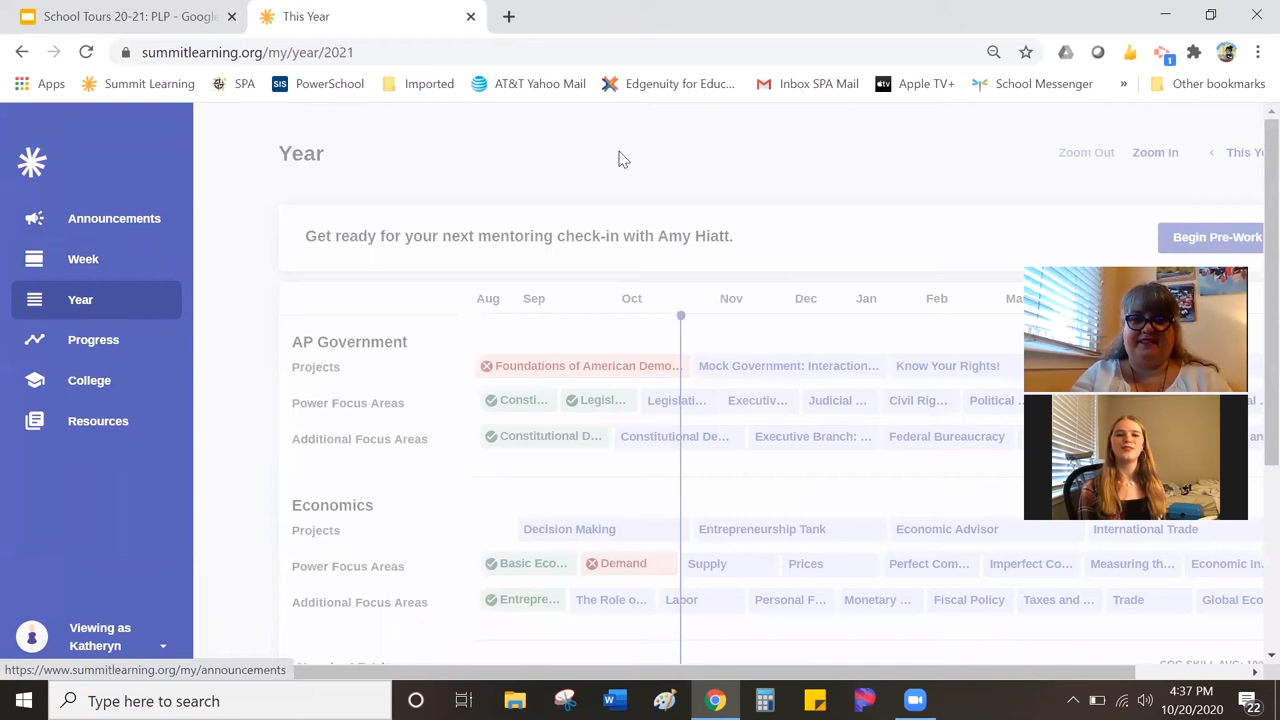 School Tours 20-21: PLP - Google
This Year
summitlearning.org/my/year/2021
Apps
Summit Learning
SPA
SIS
PowerSchool
Imported
AT&T Yahoo Mail
Edgenuity for Educ...
Inbox SPA Mail
tv
Apple TV+
School Messenger
»
Other bookmarks
1
Year
Zoom Out
Zoom In
This Ye
Announcements
Week
Year
Progress
College
Resources
Get ready for your next mentoring check-in with Amy Hiatt.
Begin Pre-Work
Aug Sep Oct Nov Dec Jan Feb Ma
AP Government
Projects
Foundations of American Demo... Mock Government: Interaction... Know Your Rights!
Power Focus Areas
Consti... Legisl... Legislati... Executiv... Judicial ... Civil Rig... Political
Additional Focus Areas
Constitutional D... Constitutional De... Executive Branch: ... Federal Bureaucracy
Economics
Projects
Decision Making Entrepreneurship Tank Economic Advisor International Trade
Power Focus Areas
Basic Eco... Demand Supply Prices Perfect Com... Imperfect Co... Measuring th... Economic In
Additional Focus Areas
Entrepre... The Role o... Labor Personal F... Monetary ... Fiscal Policy Taxes and ... Trade Global Eco
Viewing as
Katheryn
https://www.summitlearning.org/my/announcements
Type here to search
4:37 PM
10/20/2020
22